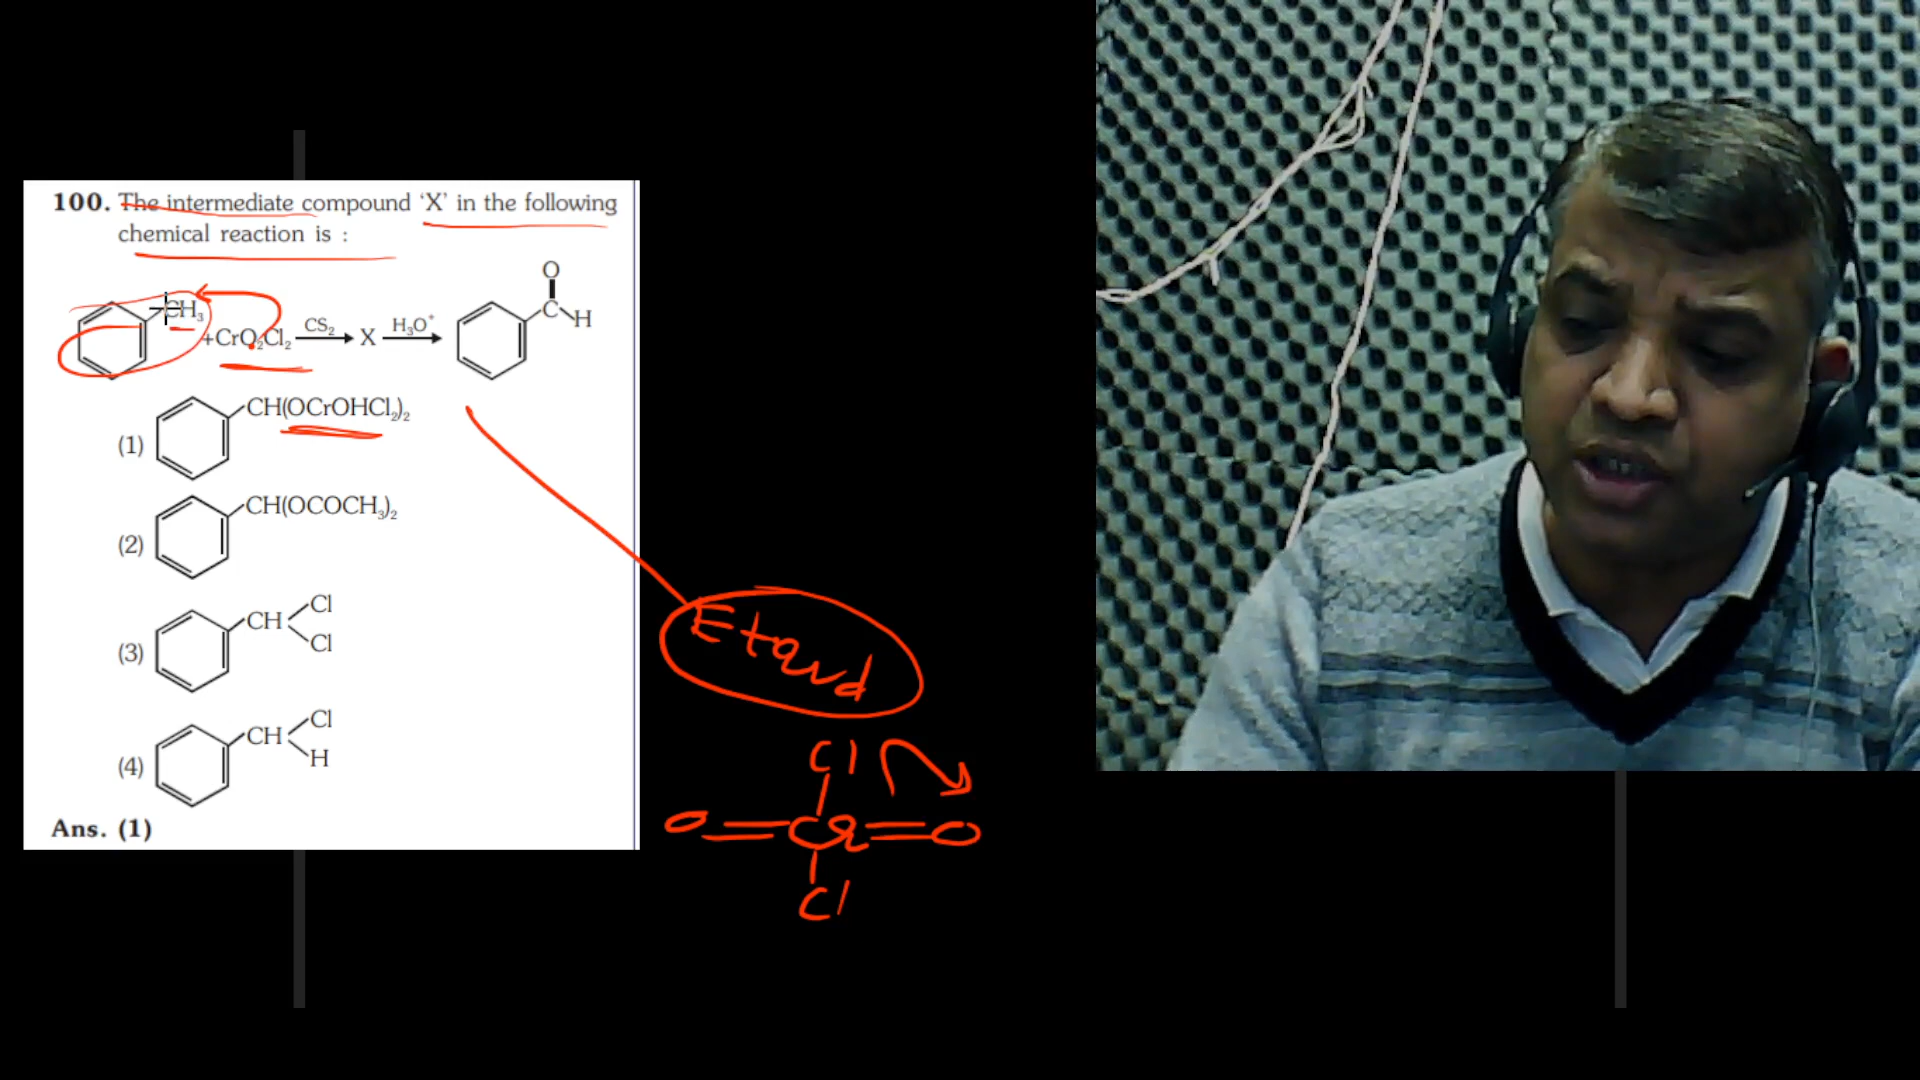 100. The intermediate compound ‘X’ in the following
chemical reaction is :
CH₃ +CrO₂Cl₂ CS₂ X H₃O⁺ O C H
(1) CH(OCrOHCl₂)₂
(2) CH(OCOCH₃)₂
(3) CH Cl Cl
(4) CH Cl H
Ans. (1)
Etard
Cl
O=Cr=O
Cl